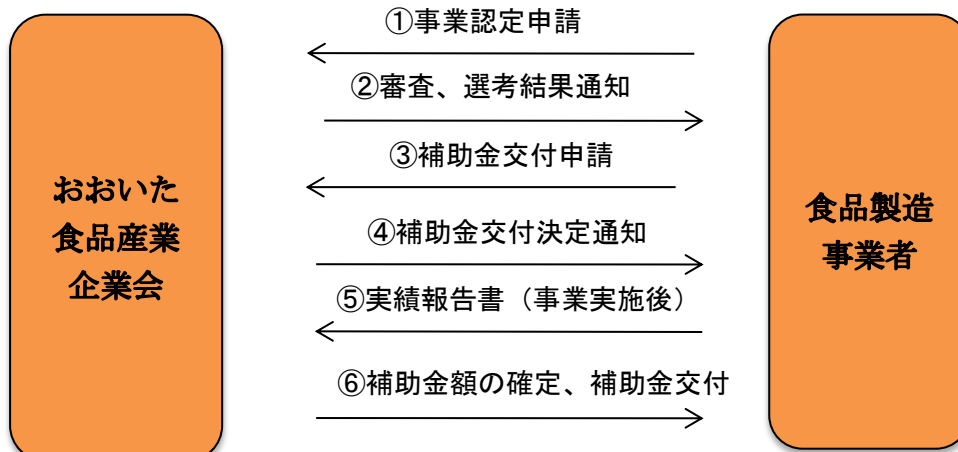 おおいた
食品産業
企業会
①事業認定申請
②審査、選考結果通知
③補助金交付申請
④補助金交付決定通知
⑤実績報告書（事業実施後）
⑥補助金額の確定、補助金交付
食品製造
事業者